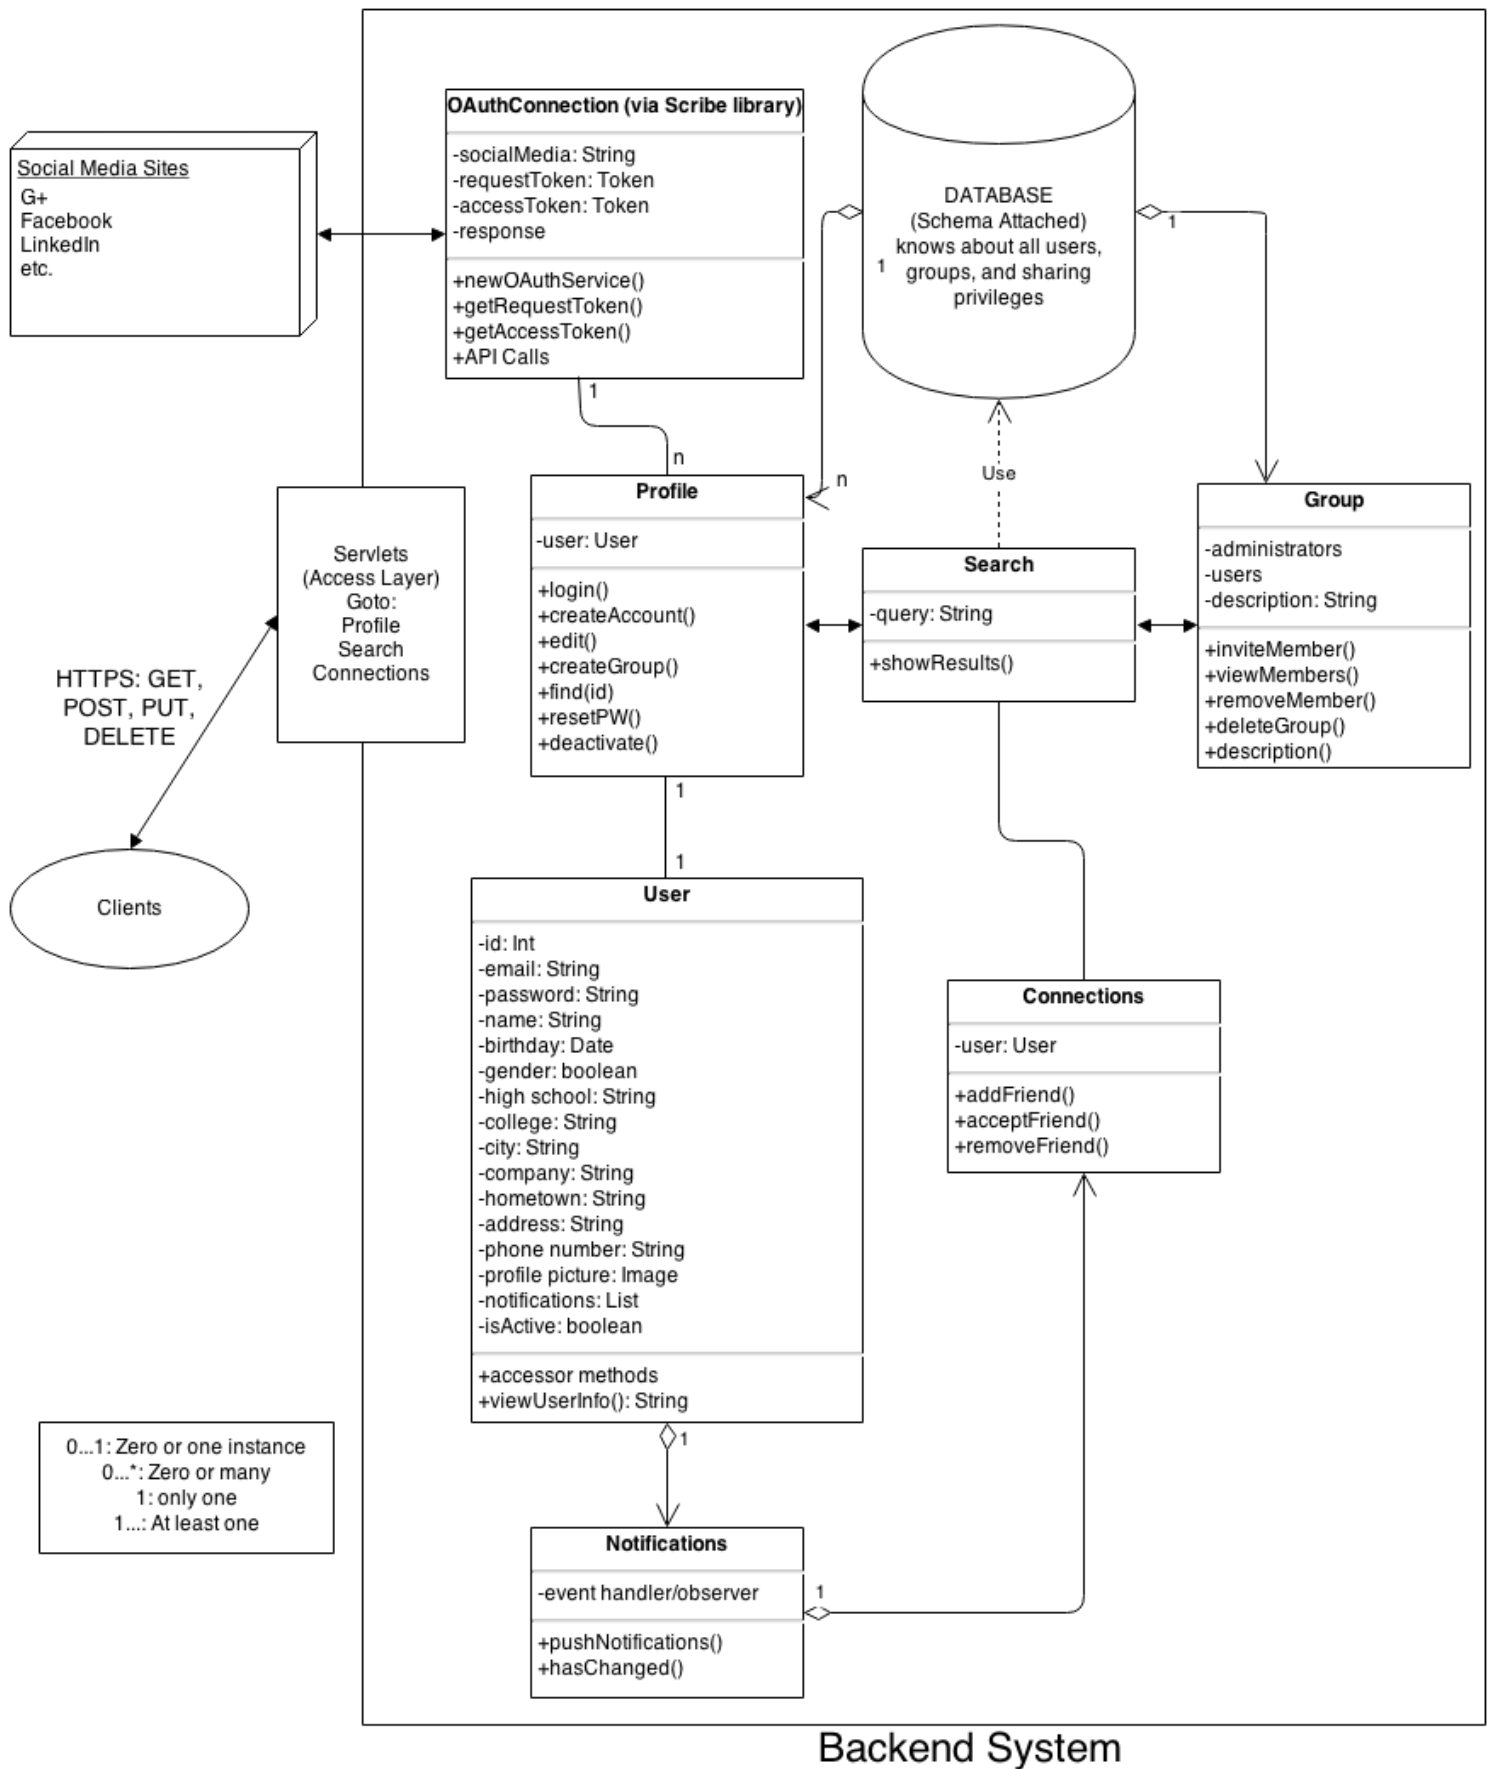 OAuthConnection (via Scribe library)
-socialMedia: String
-requestToken: Token
-accessToken: Token
-response
+newOAuthService()
+getRequestToken()
+getAccessToken()
+API Calls
Social Media Sites
G+
Facebook
LinkedIn
etc.
DATABASE
(Schema Attached)
knows about all users,
groups, and sharing
privileges
1
1
1
n
n
Use
Profile
-user: User
+login()
+createAccount()
+edit()
+createGroup()
+find(id)
+resetPW()
+deactivate()
Search
-query: String
+showResults()
Group
-administrators
-users
-description: String
+inviteMember()
+viewMembers()
+removeMember()
+deleteGroup()
+description()
Servlets
(Access Layer)
Goto:
Profile
Search
Connections
HTTPS: GET,
POST, PUT,
DELETE
Clients
1
1
User
-id: Int
-email: String
-password: String
-name: String
-birthday: Date
-gender: boolean
-high school: String
-college: String
-city: String
-company: String
-hometown: String
-address: String
-phone number: String
-profile picture: Image
-notifications: List
-isActive: boolean
+accessor methods
+viewUserInfo(): String
Connections
-user: User
+addFriend()
+acceptFriend()
+removeFriend()
0...1: Zero or one instance
0...*: Zero or many
1: only one
1...: At least one
1
Notifications
-event handler/observer
+pushNotifications()
+hasChanged()
1
Backend System